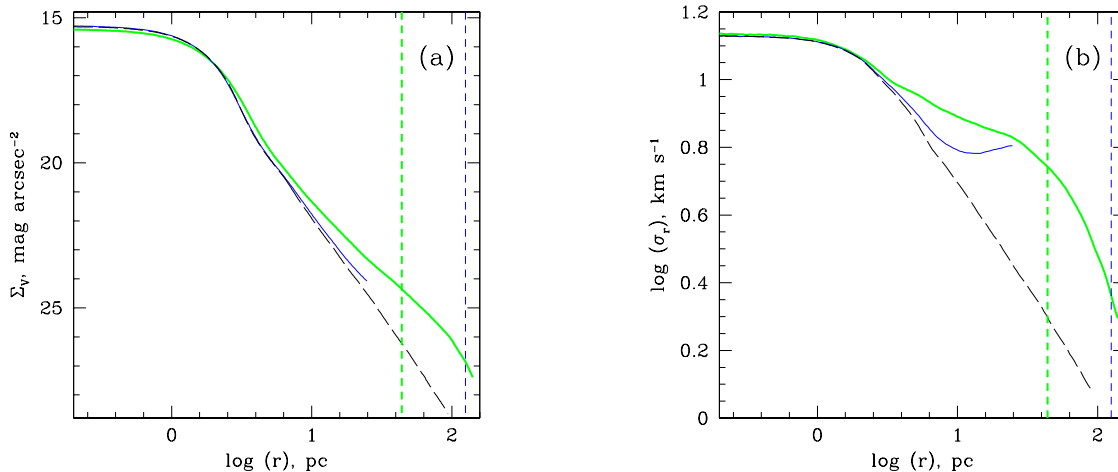 15
20
25
Σ_V, mag arcsec⁻²
(a)
0
1
2
log (r), pc
1.2
1
0.8
0.6
0.4
0.2
0
log (σ_r), km s⁻¹
(b)
0
1
2
log (r), pc